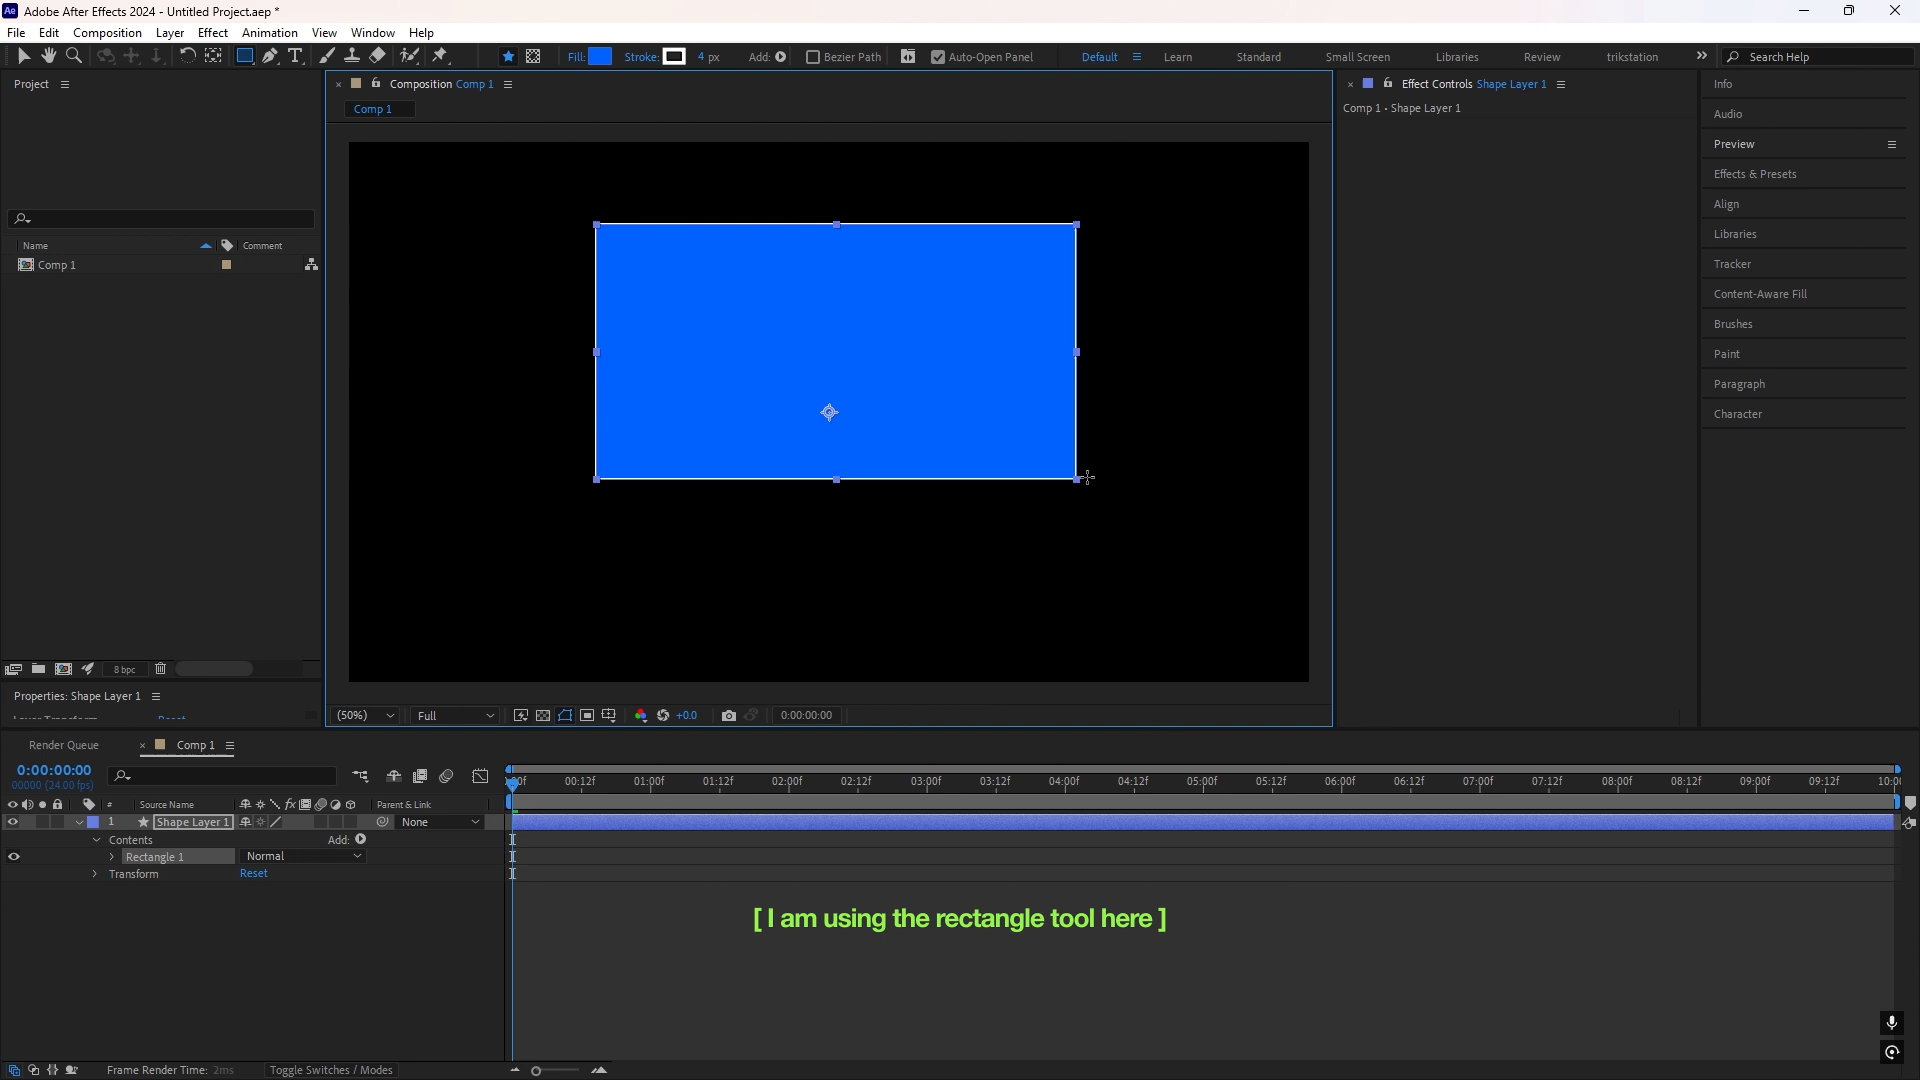 Adobe After Effects 2024 - Untitled Project.aep *
File Edit Composition Layer Effect Animation View Window Help
Fill: Stroke: 4 px Add: Bezier Path Auto-Open Panel Default Learn Standard Small Screen Libraries Review trikstation Search Help
Project
Composition Comp 1
Effect Controls Shape Layer 1
Info
Comp 1
Comp 1 • Shape Layer 1
Audio
Preview
Effects & Presets
Align
Libraries
Tracker
Content-Aware Fill
Brushes
Paint
Paragraph
Character
Name Comment
Comp 1
8 bpc
Properties: Shape Layer 1
Layer Transform Reset
(50%) Full +0.0 0:00:00:00
Render Queue Comp 1
0:00:00:00
00000 (24.00 fps)
00:12f 01:00f 01:12f 02:00f 02:12f 03:00f 03:12f 04:00f 04:12f 05:00f 05:12f 06:00f 06:12f 07:00f 07:12f 08:00f 08:12f 09:00f 09:12f
# Source Name Parent & Link
1 Shape Layer 1 None
Contents Add:
Rectangle 1 Normal
Transform Reset
[ I am using the rectangle tool here ]
Frame Render Time: 2ms Toggle Switches / Modes